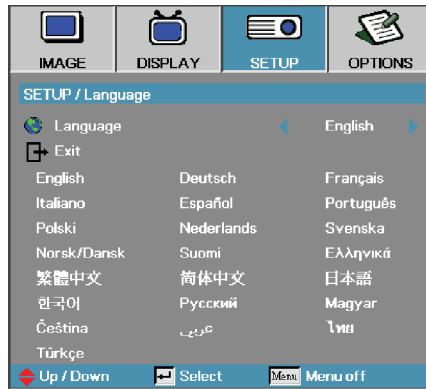 IMAGE DISPLAY SETUP OPTIONS
SETUP / Language
Language English
Exit
English Deutsch Français
Italiano Español Português
Polski Nederlands Svenska
Norsk/Dansk Suomi Ελληνικά
繁體中文 简体中文 日本語
한국어 Русский Magyar
Čeština عربي ไทย
Türkçe
Up / Down Select Menu Menu off